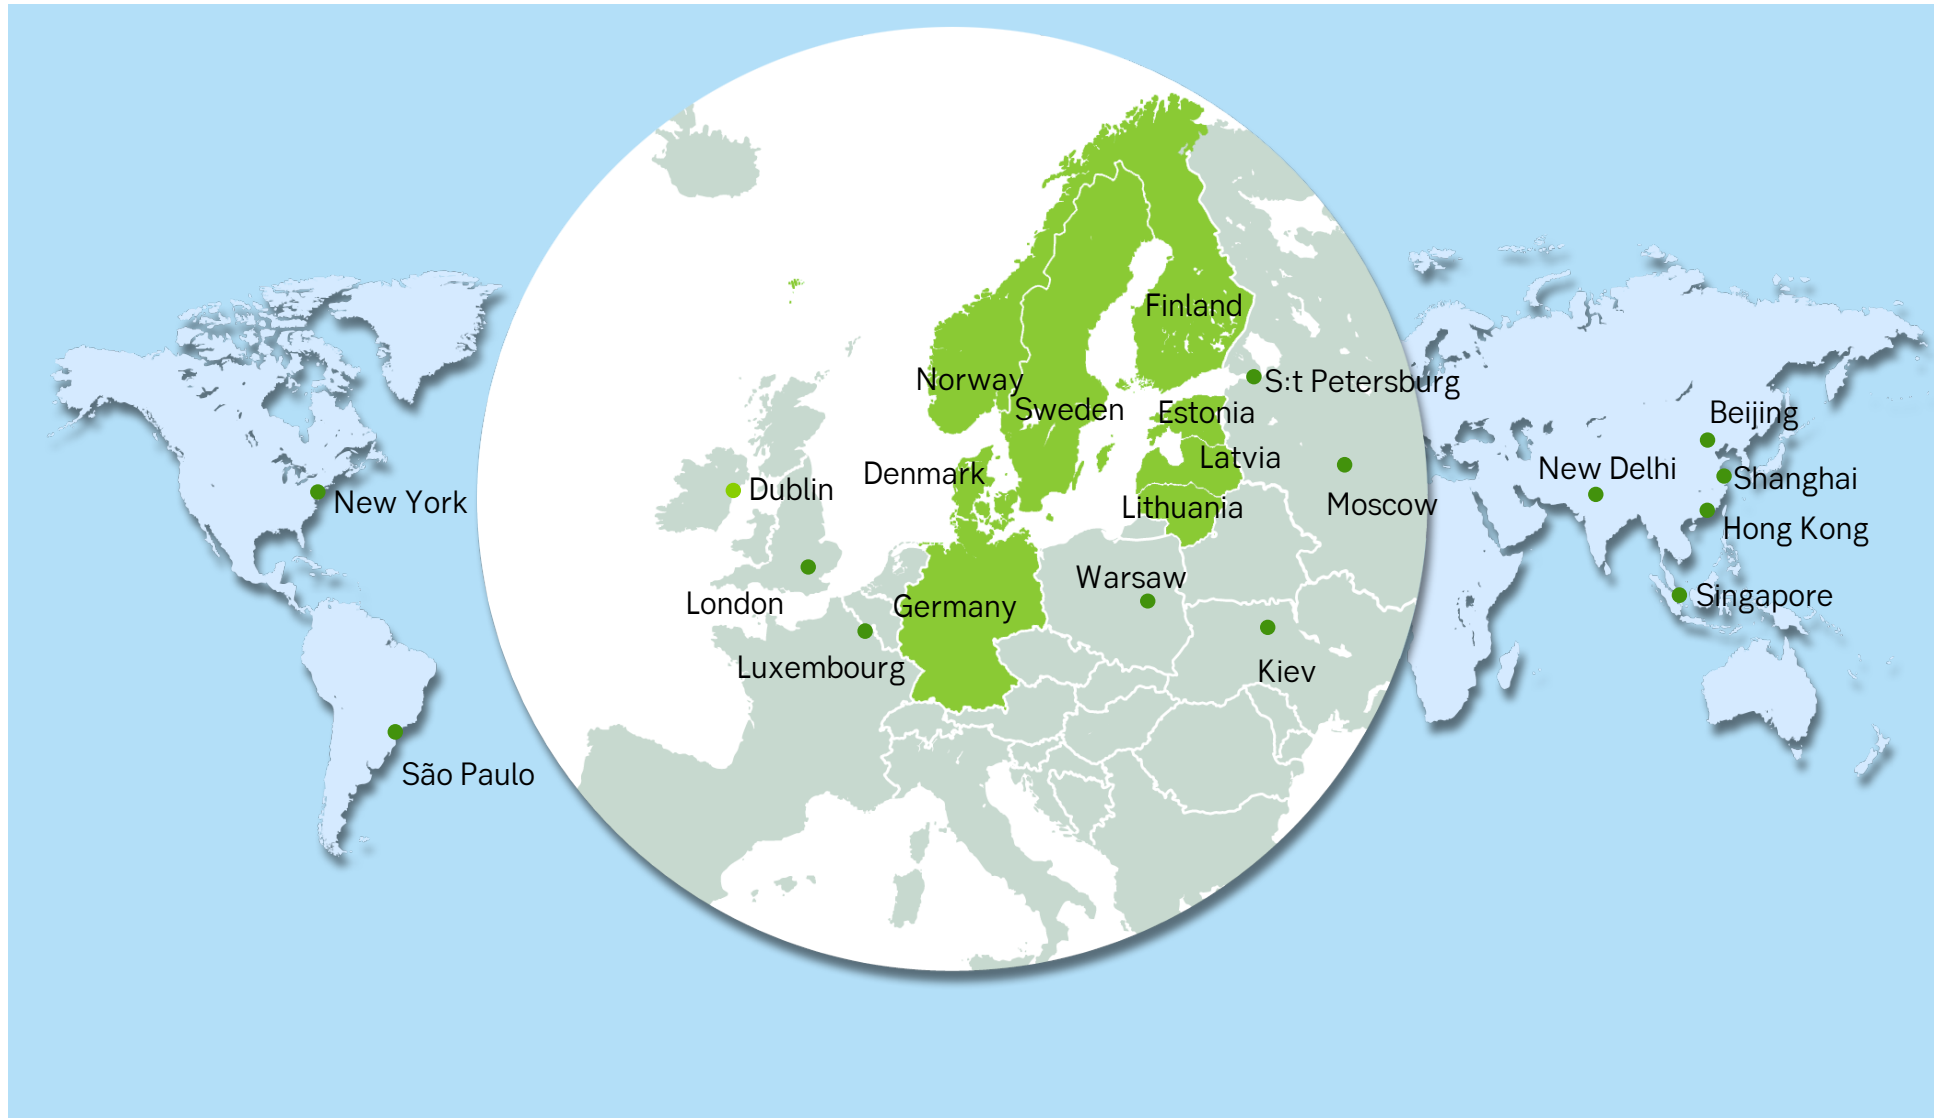 Finland
Norway
S:t Petersburg
Sweden
Estonia
Beijing
Latvia
Denmark
New Delhi
Shanghai
Dublin
New York
Lithuania
Moscow
Hong Kong
Warsaw
London
Germany
Singapore
Luxembourg
Kiev
São Paulo